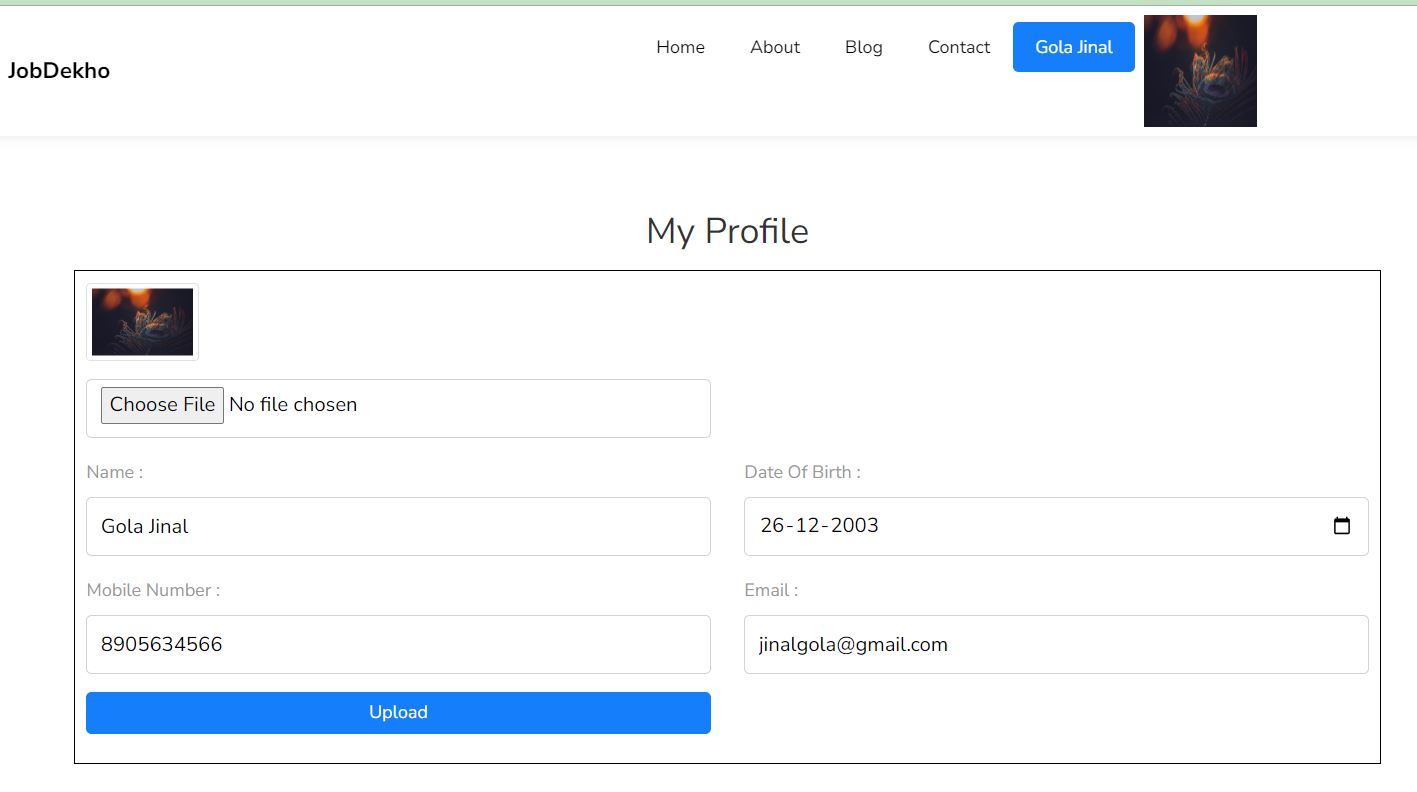 JobDekho
Home About Blog Contact Gola Jinal
My Profile
Choose File No file chosen
Name :
Gola Jinal
Date Of Birth :
26-12-2003
Mobile Number :
8905634566
Email :
jinalgola@gmail.com
Upload